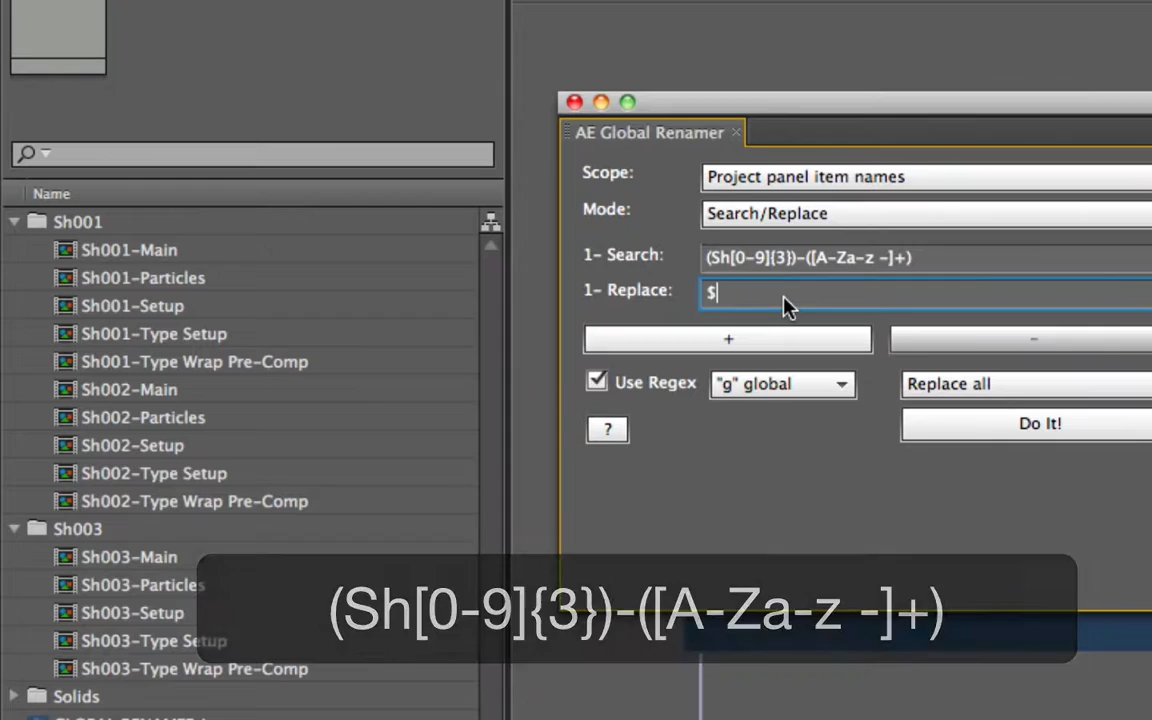 AE Global Renamer
Scope:
Project panel item names
Mode:
Search/Replace
1- Search:
(Sh[0-9]{3})-([A-Za-z -]+)
1- Replace:
$
+
-
Use Regex
"g" global
Replace all
?
Do It!
Name
Sh001
Sh001-Main
Sh001-Particles
Sh001-Setup
Sh001-Type Setup
Sh001-Type Wrap Pre-Comp
Sh002-Main
Sh002-Particles
Sh002-Setup
Sh002-Type Setup
Sh002-Type Wrap Pre-Comp
Sh003
Sh003-Main
Sh003-Particles
Sh003-Setup
Sh003-Type Setup
Sh003-Type Wrap Pre-Comp
Solids
(Sh[0-9]{3})-([A-Za-z -]+)